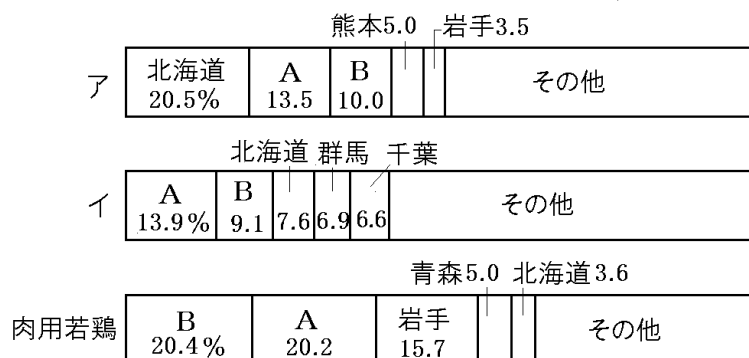 熊本5.0 岩手3.5
ア 北海道 20.5% A 13.5 B 10.0 その他
北海道 群馬 千葉
イ A 13.9% B 9.1 7.6 6.9 6.6 その他
青森5.0 北海道3.6
肉用若鶏 B 20.4% A 20.2 岩手 15.7 その他